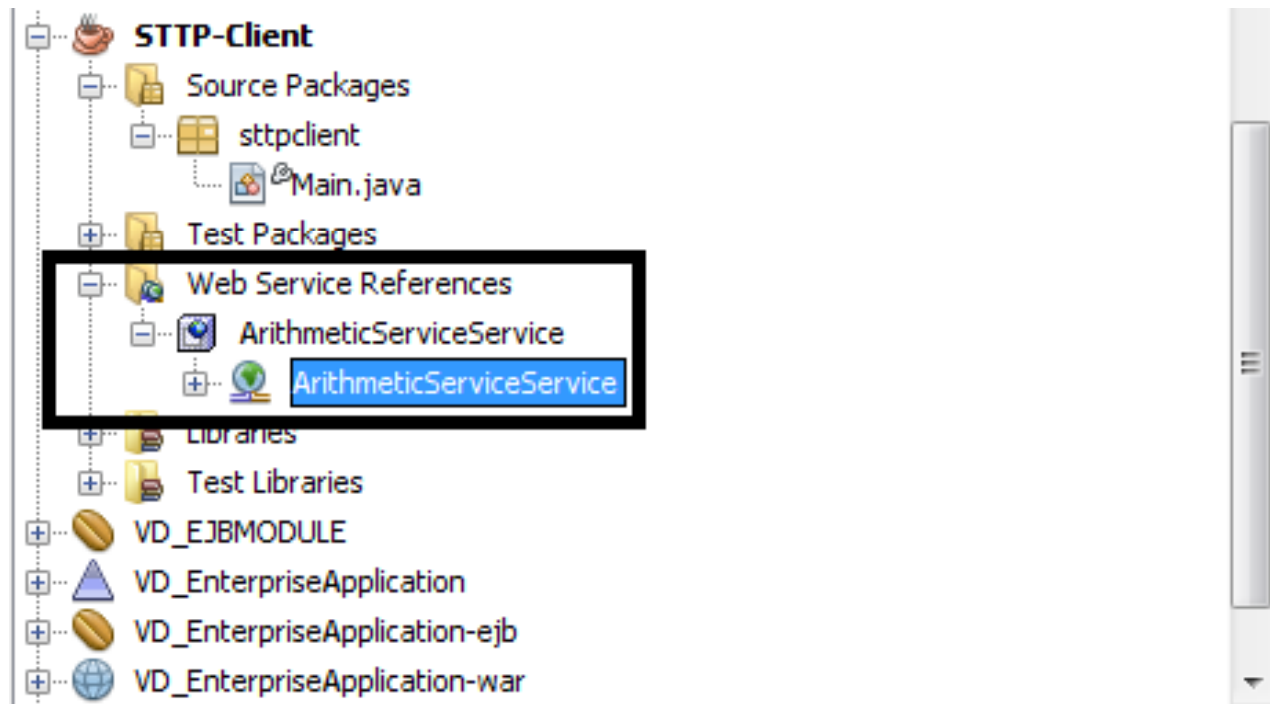 STTP-Client
Source Packages
sttpclient
Main.java
Test Packages
Web Service References
ArithmeticServiceService
ArithmeticServiceService
Libraries
Test Libraries
VD_EJBMODULE
VD_EnterpriseApplication
VD_EnterpriseApplication-ejb
VD_EnterpriseApplication-war